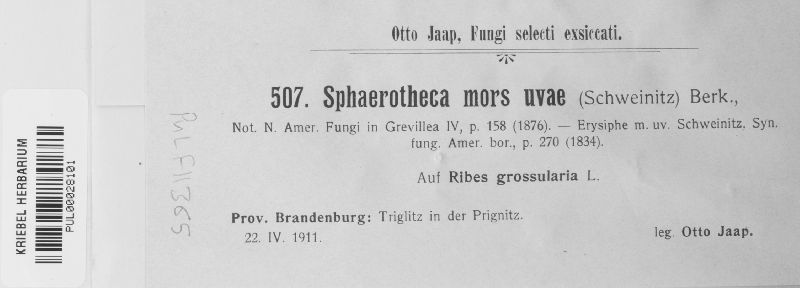 Otto Jaap, Fungi selecti exsiccati.
507. Sphaerotheca mors uvae (Schweinitz) Berk.,
Not. N. Amer. Fungi in Grevillea IV, p. 158 (1876). — Erysiphe m. uv. Schweinitz, Syn.
fung. Amer. bor., p. 270 (1834).
Auf Ribes grossularia L.
Prov. Brandenburg: Triglitz in der Prignitz.
22. IV. 1911.
leg. Otto Jaap.
KRIEBEL HERBARIUM
PUL00028101
PUL F11365